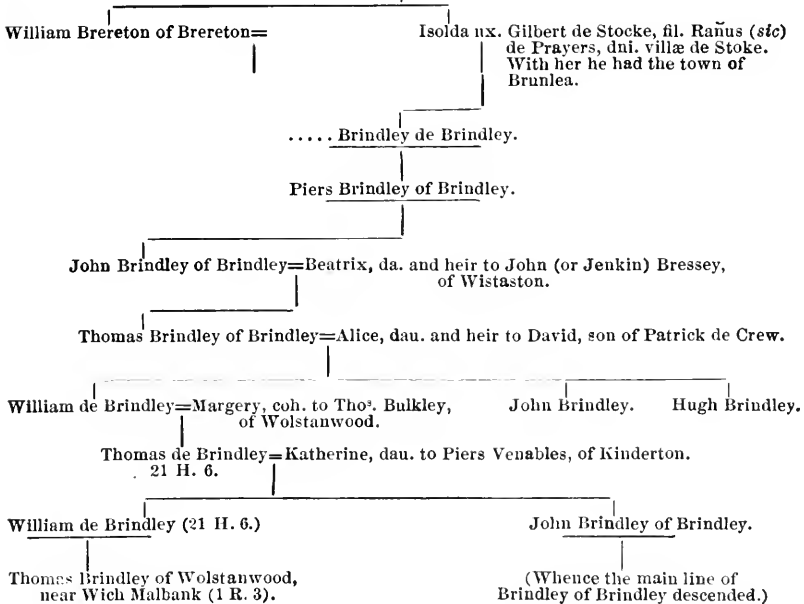 William Brereton of Brereton=
Isolda ux. Gilbert de Stocke, fil. Rañus (sic)
de Prayers, dni. villæ de Stoke.
With her he had the town of
Brunlea.
..... Brindley de Brindley.
Piers Brindley of Brindley.
John Brindley of Brindley=Beatrix, da. and heir to John (or Jenkin) Bressey,
of Wistaston.
Thomas Brindley of Brindley=Alice, dau. and heir to David, son of Patrick de Crew.
William de Brindley=Margery, coh. to Thoˢ. Bulkley,
of Wolstanwood.
John Brindley.
Hugh Brindley.
Thomas de Brindley=Katherine, dau. to Piers Venables, of Kinderton.
21 H. 6.
William de Brindley (21 H. 6.)
John Brindley of Brindley.
Thomas Brindley of Wolstanwood,
near Wich Malbank (1 R. 3).
(Whence the main line of
Brindley of Brindley descended.)